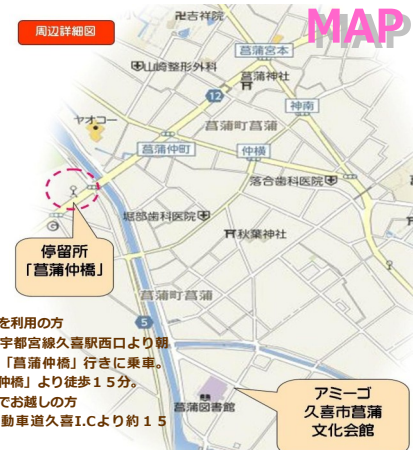 周辺詳細図
MAP
卍吉祥院
菖蒲宮本
山崎整形外科
菖蒲神社
12
神南
ヤオコー
菖蒲町菖蒲
菖蒲仲町
仲横
落合歯科医院
堀部歯科医院
秋葉神社
停留所
「菖蒲仲橋」
菖蒲町菖蒲
5
を利用の方
宇都宮線久喜駅西口より朝
「菖蒲仲橋」行きに乗車。
仲橋」より徒歩１５分。
でお越しの方
動車道久喜I.Cより約１５
菖蒲図書館
アミーゴ
久喜市菖蒲
文化会館